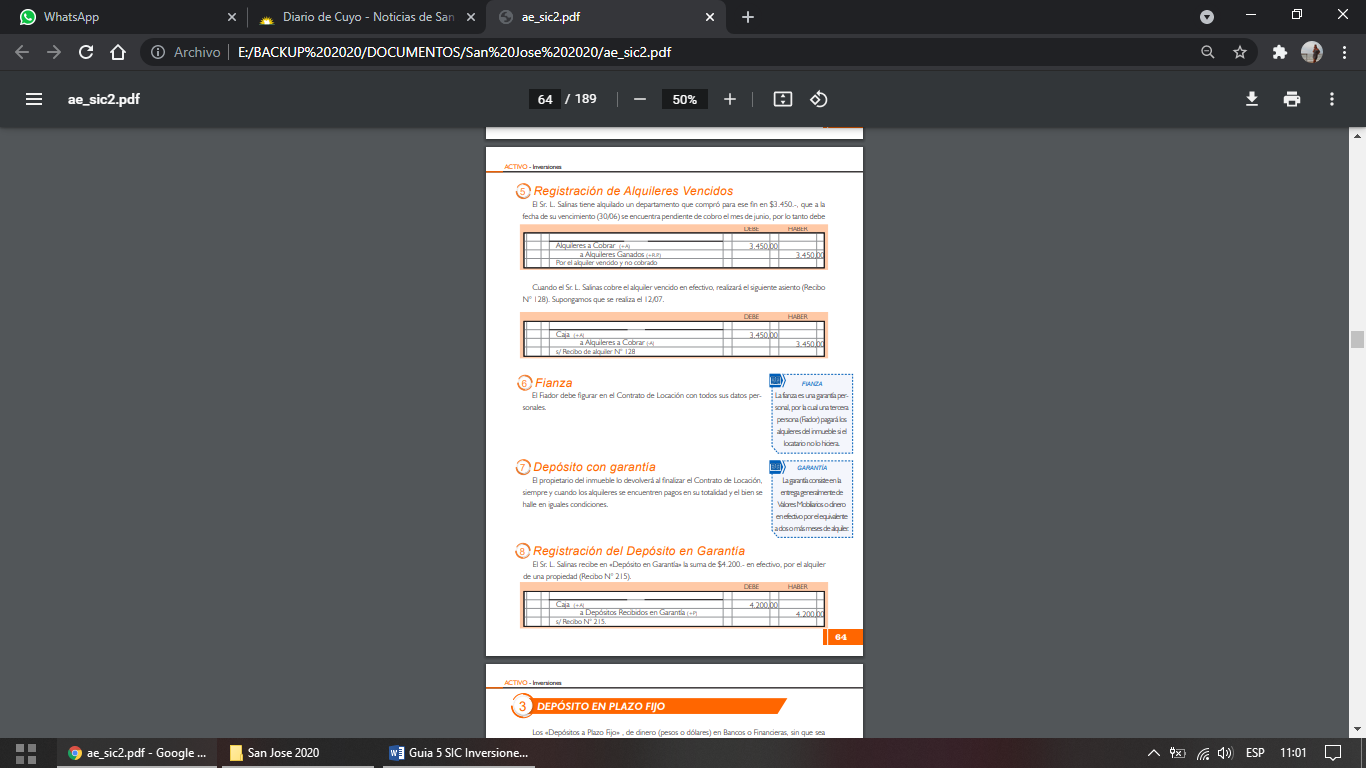 WhatsApp
Diario de Cuyo - Noticias de San
ae_sic2.pdf
Archivo
E:/BACKUP%202020/DOCUMENTOS/San%20Jose%202020/ae_sic2.pdf
ae_sic2.pdf
64 / 189
50%
ACTIVO - Inversiones
5 Registración de Alquileres Vencidos
El Sr. L. Salinas tiene alquilado un departamento que compró para ese fin en $3.450.-, que a la
fecha de su vencimiento (30/06) se encuentra pendiente de cobro el mes de junio, por lo tanto debe
DEBE HABER
Alquileres a Cobrar (+A) 3.450,00
a Alquileres Ganados 3.450,00
Por el alquiler vencido y no cobrado
Cuando el Sr. L. Salinas cobre el alquiler vencido en efectivo, realizará el siguiente asiento (Recibo
N° 128). Supongamos que se realiza el 12/07.
DEBE HABER
Caja (+A) 3.450,00
a Alquileres a Cobrar (-A) 3.450,00
s/ Recibo de alquiler N° 128
6 Fianza
El Fiador debe figurar en el Contrato de Locación con todos sus datos per-
sonales.
FIANZA
La fianza es una garantía per-
sonal, por la cual una tercera
persona (Fiador) pagará los
alquileres del inmueble si el
locatario no lo hiciera.
7 Depósito con garantía
El propietario del inmueble lo devolverá al finalizar el Contrato de Locación,
siempre y cuando los alquileres se encuentren pagos en su totalidad y el bien se
halle en iguales condiciones.
GARANTÍA
La garantía consiste en la
entrega generalmente de
Valores Mobiliarios o dinero
en efectivo por el equivalente
a dos o más meses de alquiler.
8 Registración del Depósito en Garantía
El Sr. L. Salinas recibe en «Depósito en Garantía» la suma de $4.200.- en efectivo, por el alquiler
de una propiedad (Recibo N° 215).
DEBE HABER
Caja (+A) 4.200,00
a Depósitos Recibidos en Garantía (+P) 4.200,00
s/ Recibo N° 215.
64
ACTIVO - Inversiones
3 DEPÓSITO EN PLAZO FIJO
Los «Depósitos a Plazo Fijo» , de dinero (pesos o dólares) en Bancos o Financieras, sin que sea
ae_sic2.pdf - Google ...
San Jose 2020
Guia 5 SIC Inversione...
ESP
11:01